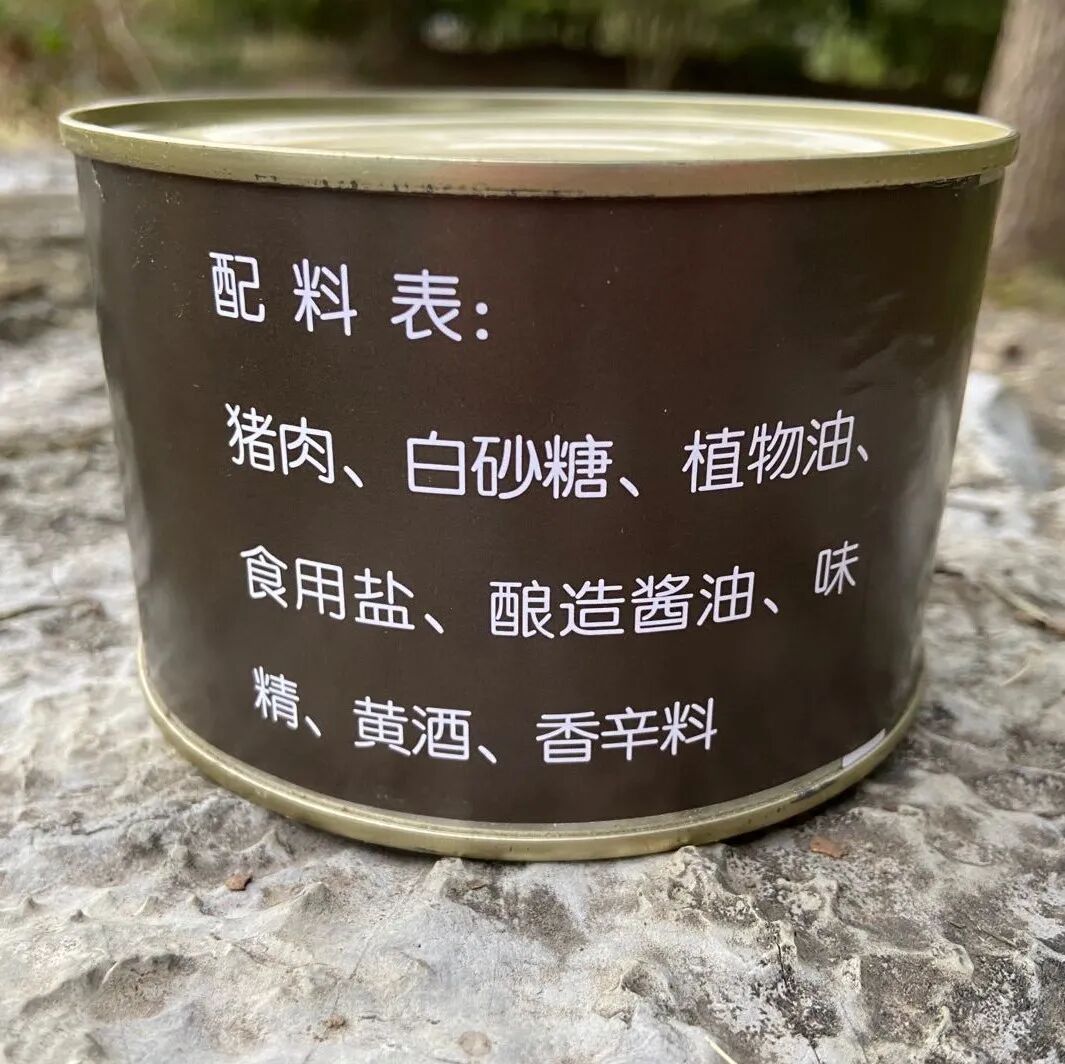 配料表:
猪肉、白砂糖、植物油、
食用盐、酿造酱油、味
精、黄酒、香辛料